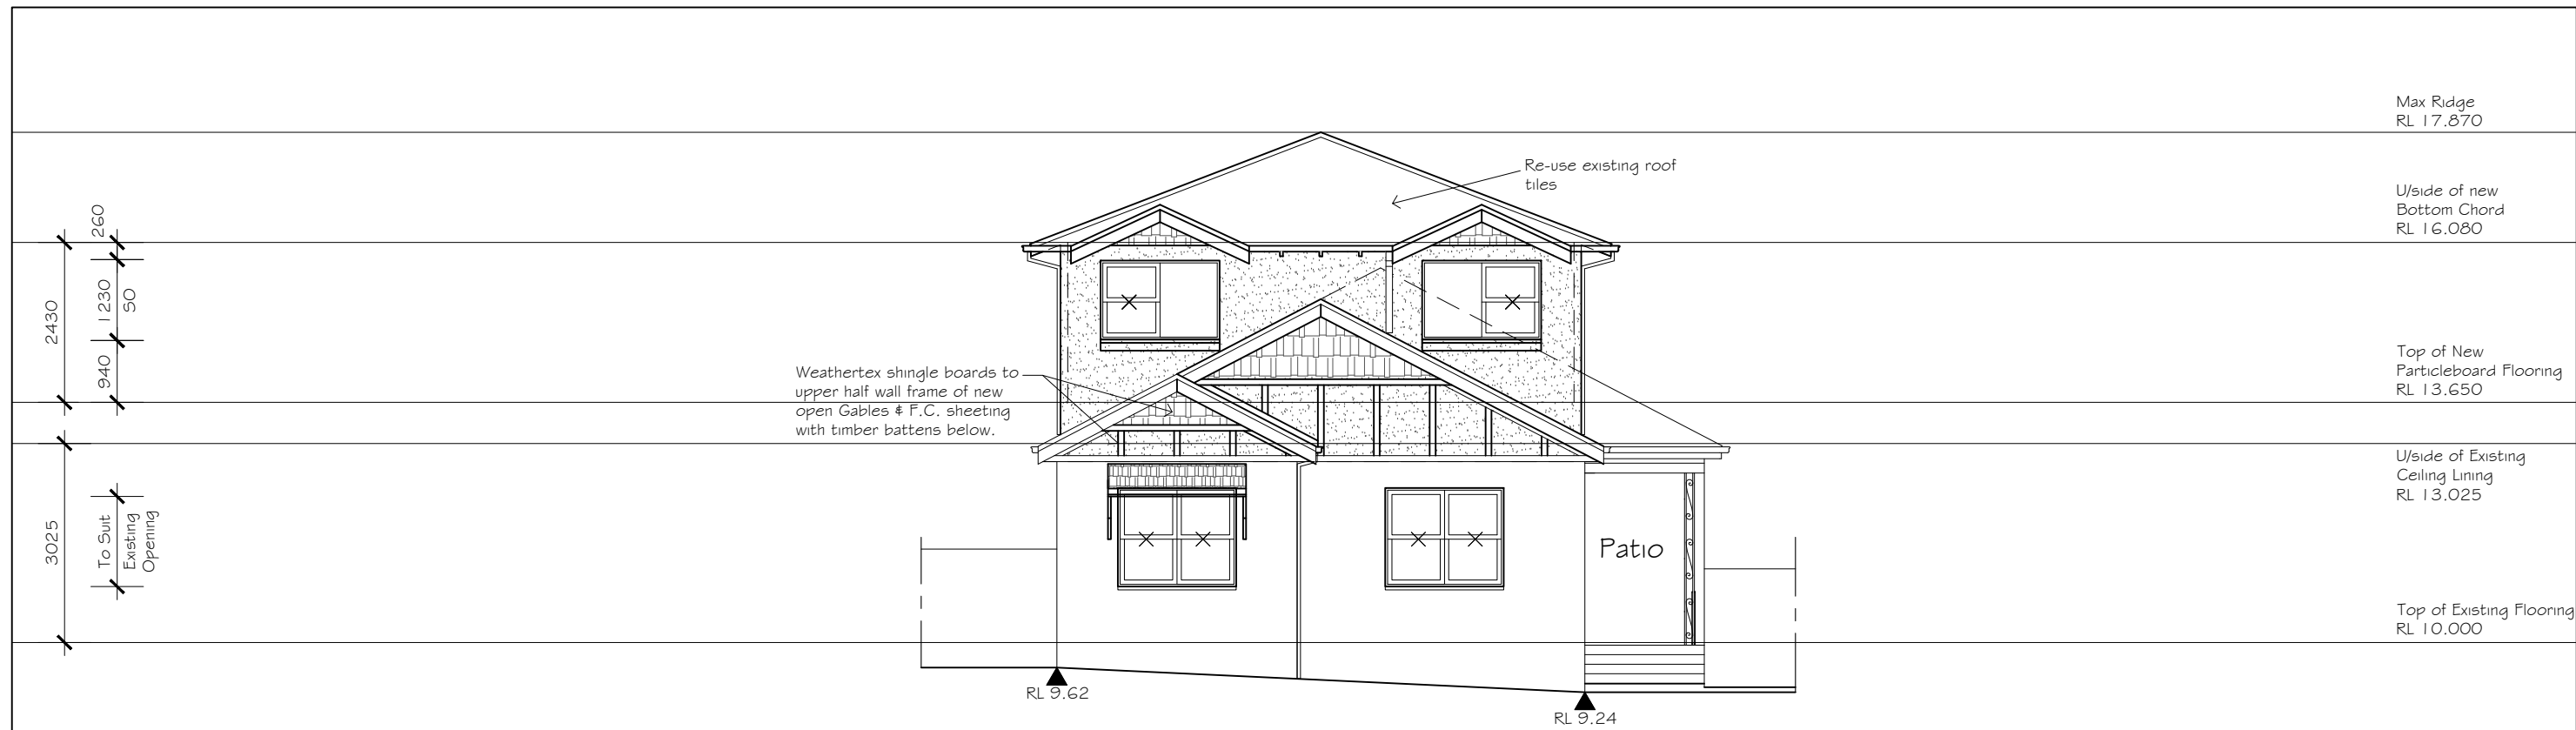 Max Ridge
RL 17.870
Re-use existing roof
tiles
U/side of new
Bottom Chord
RL 16.080
260
2430
1230
SO
940
Top of New
Particleboard Flooring
RL 13.650
Weathertex shingle boards to
upper half wall frame of new
open Gables & F.C. sheeting
with timber battens below.
U/side of Existing
Ceiling Lining
RL 13.025
3025
To Suit
Existing
Opening
Patio
Top of Existing Flooring
RL 10.000
RL 9.62
RL 9.24